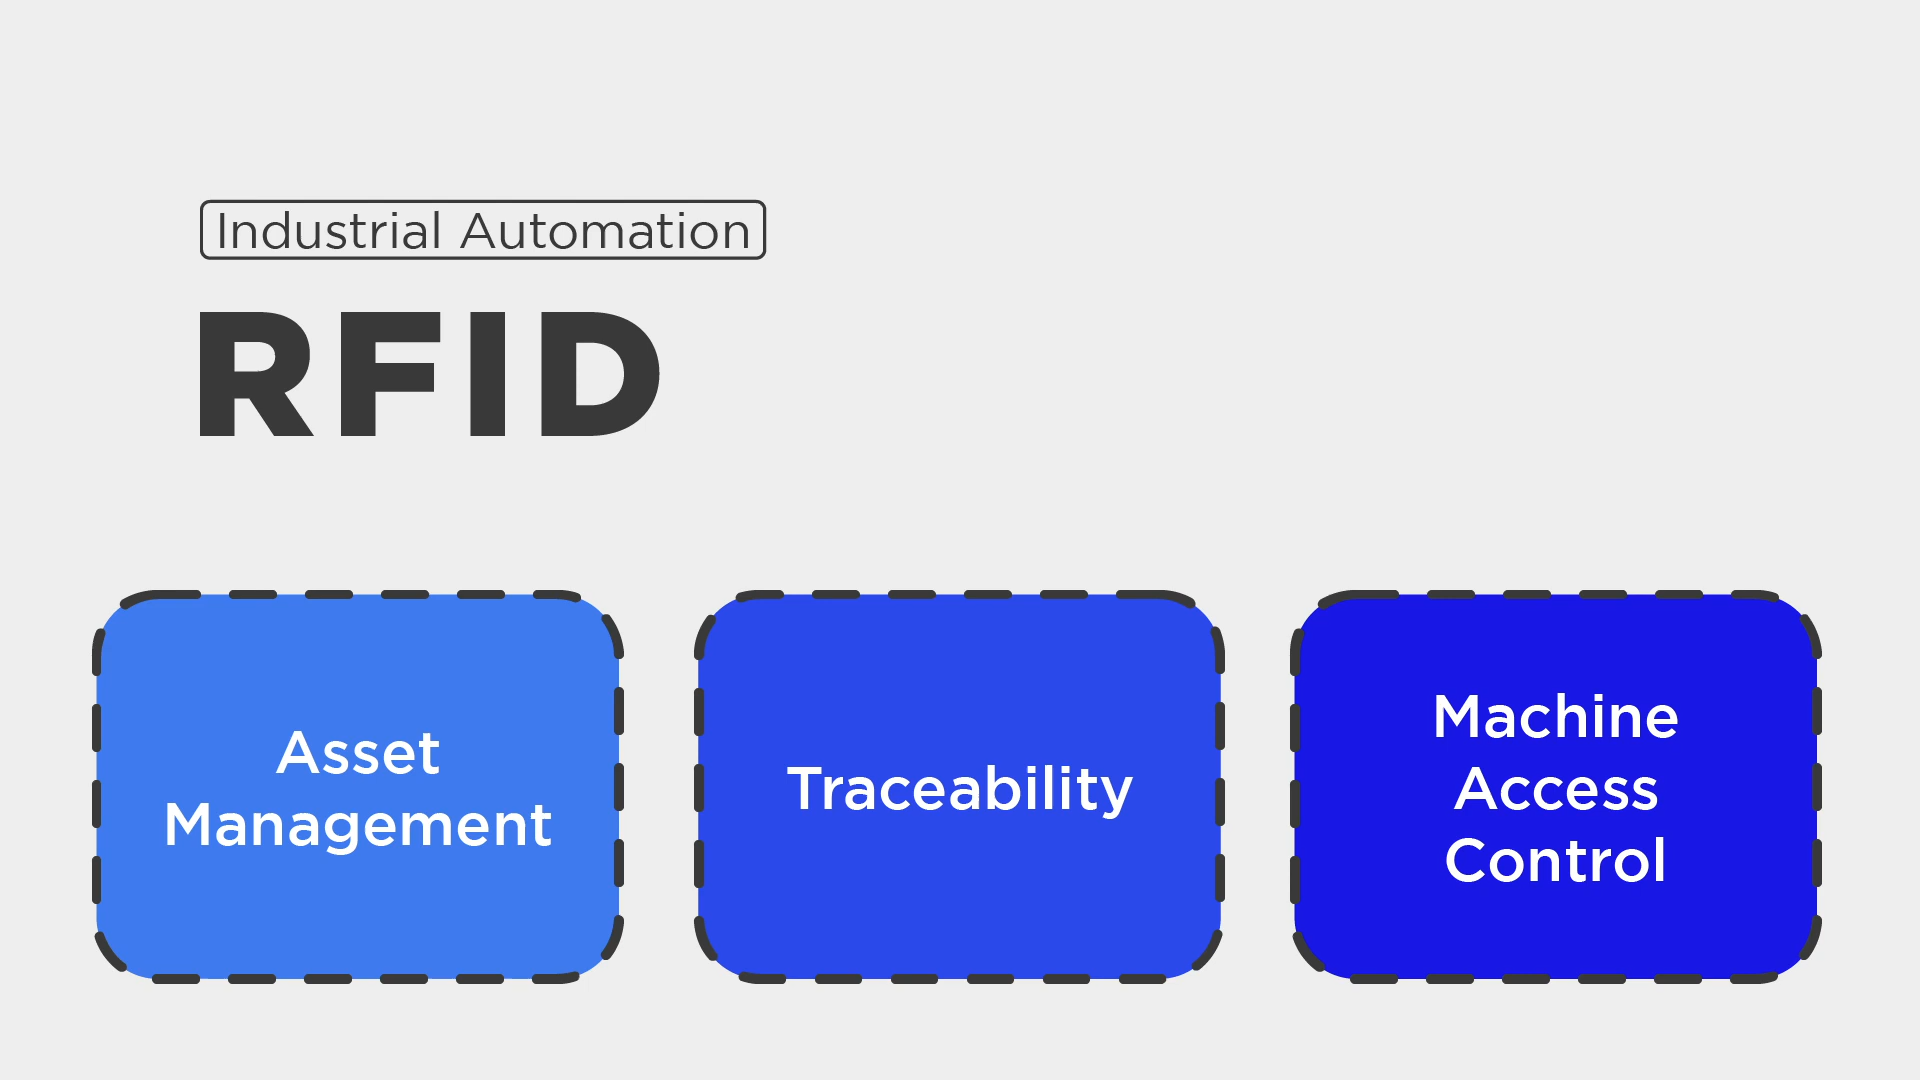 Industrial Automation
RFID
Asset
Management
Traceability
Machine
Access
Control